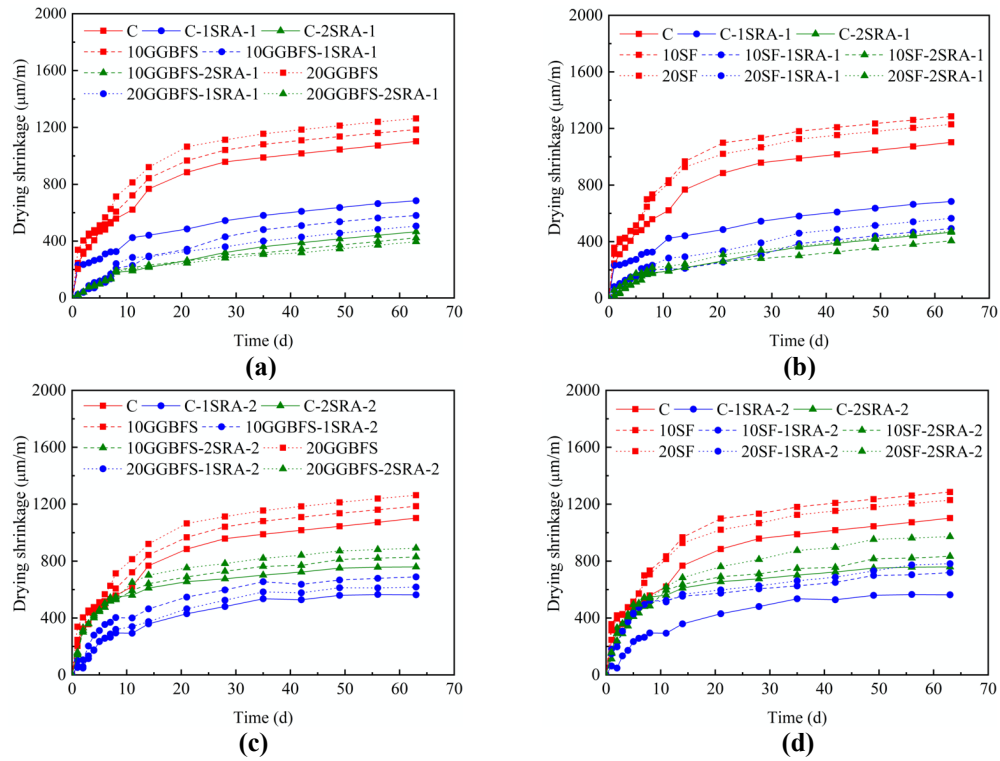 C C-1SRA-1 C-2SRA-1
10GGBFS 10GGBFS-1SRA-1
10GGBFS-2SRA-1 20GGBFS
20GGBFS-1SRA-1 20GGBFS-2SRA-1
2000
1600
1200
800
400
0
Drying shrinkage (μm/m)
0 10 20 30 40 50 60 70
Time (d)
(a)
C C-1SRA-1 C-2SRA-1
10SF 10SF-1SRA-1 10SF-2SRA-1
20SF 20SF-1SRA-1 20SF-2SRA-1
2000
1600
1200
800
400
0
Drying shrinkage (μm/m)
0 10 20 30 40 50 60 70
Time (d)
(b)
C C-1SRA-2 C-2SRA-2
10GGBFS 10GGBFS-1SRA-2
10GGBFS-2SRA-2 20GGBFS
20GGBFS-1SRA-2 20GGBFS-2SRA-2
2000
1600
1200
800
400
0
Drying shrinkage (μm/m)
0 10 20 30 40 50 60 70
Time (d)
(c)
C C-1SRA-2 C-2SRA-2
10SF 10SF-1SRA-2 10SF-2SRA-2
20SF 20SF-1SRA-2 20SF-2SRA-2
2000
1600
1200
800
400
0
Drying shrinkage (μm/m)
0 10 20 30 40 50 60 70
Time (d)
(d)